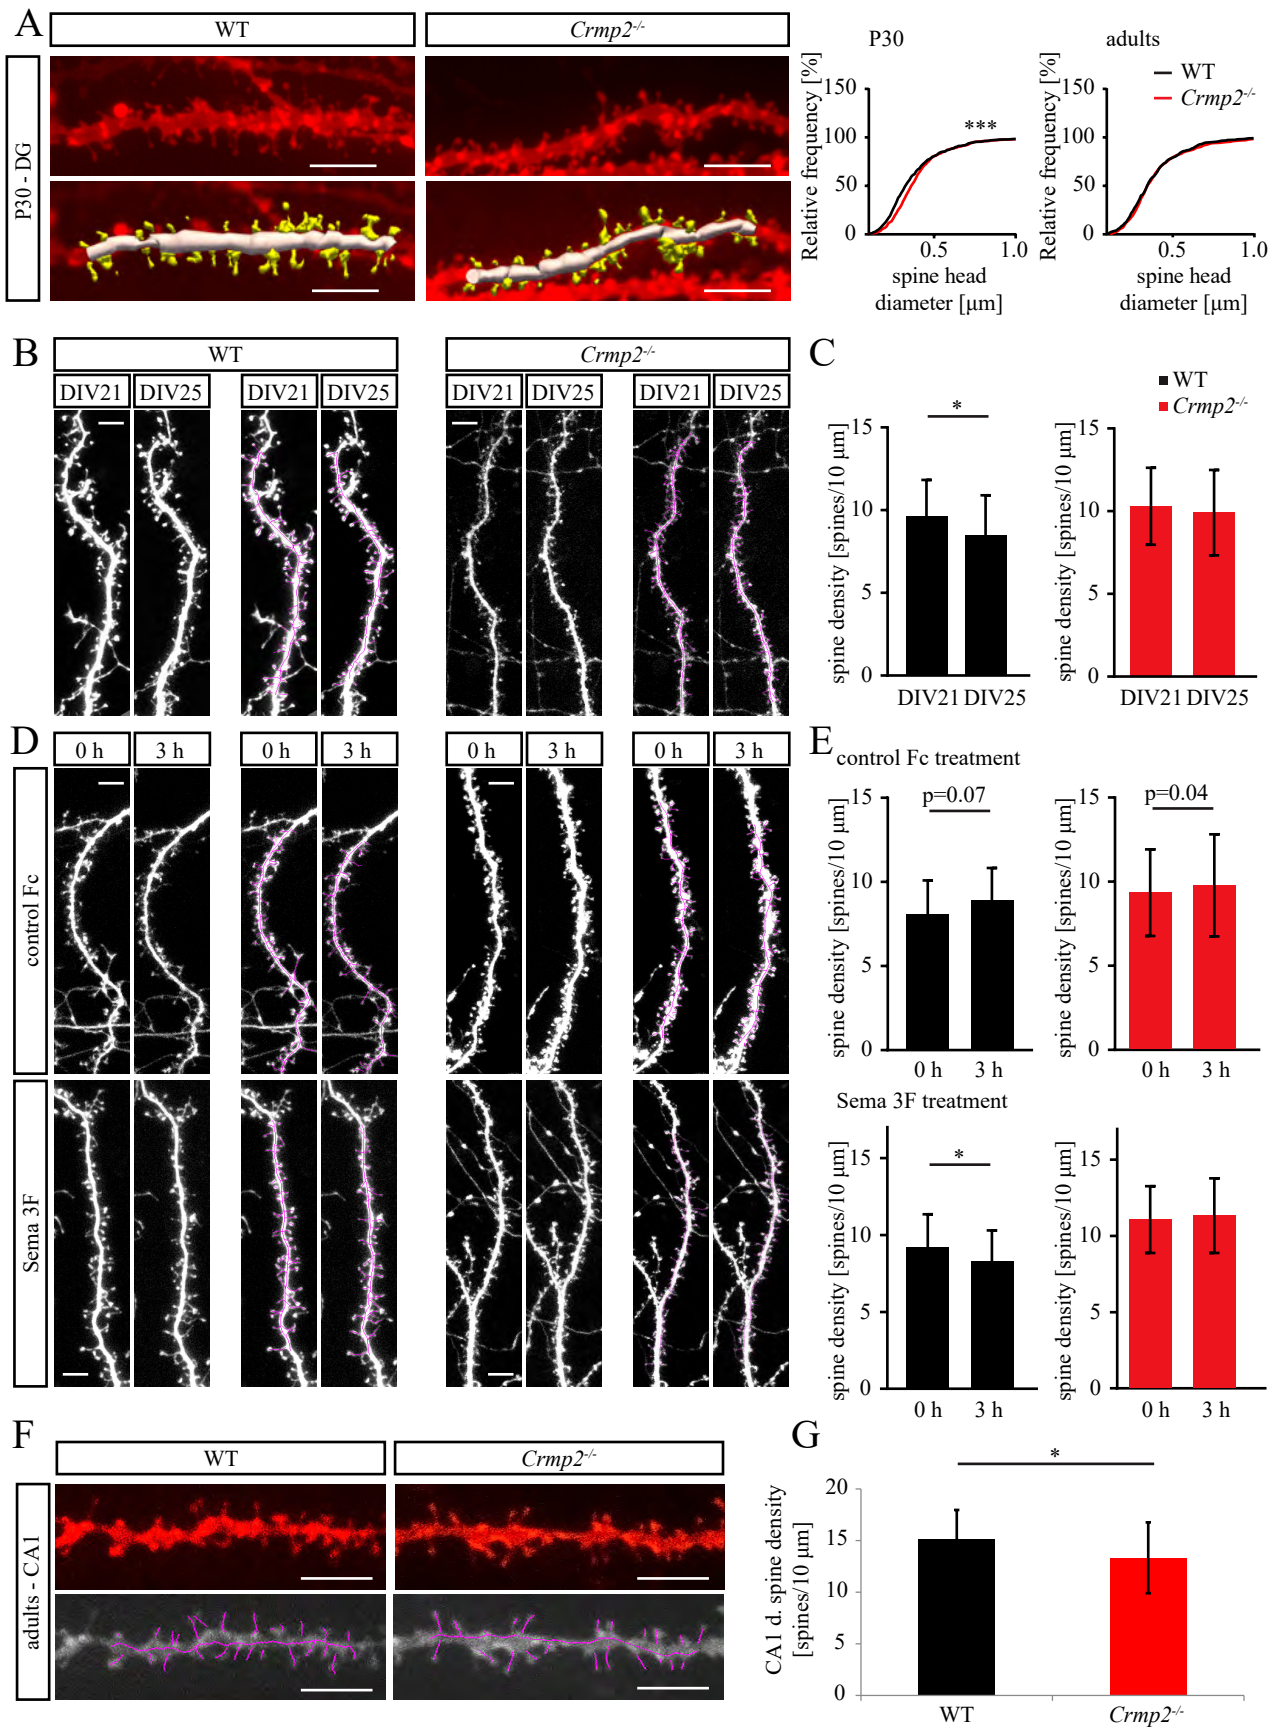 A
WT
Crmp2-/-
P30 - DG
P30
adults
WT
Crmp2-/-
Relative frequency [%]
150
100
50
0
***
0.5
1.0
spine head
diameter [μm]
Relative frequency [%]
150
100
50
0
0.5
1.0
spine head
diameter [μm]
B
WT
Crmp2-/-
DIV21
DIV25
DIV21
DIV25
DIV21
DIV25
DIV21
DIV25
C
WT
Crmp2-/-
spine density [spines/10 μm]
15
10
5
0
*
DIV21 DIV25
spine density [spines/10 μm]
15
10
5
0
DIV21 DIV25
D
0 h
3 h
0 h
3 h
0 h
3 h
0 h
3 h
control Fc
Sema 3F
E
control Fc treatment
spine density [spines/10 μm]
15
10
5
0
p=0.07
0 h
3 h
spine density [spines/10 μm]
15
10
5
0
p=0.04
0 h
3 h
Sema 3F treatment
spine density [spines/10 μm]
15
10
5
0
*
0 h
3 h
spine density [spines/10 μm]
15
10
5
0
0 h
3 h
F
WT
Crmp2-/-
adults - CA1
G
CA1 d. spine density
[spines/10 μm]
20
15
10
5
0
*
WT
Crmp2-/-